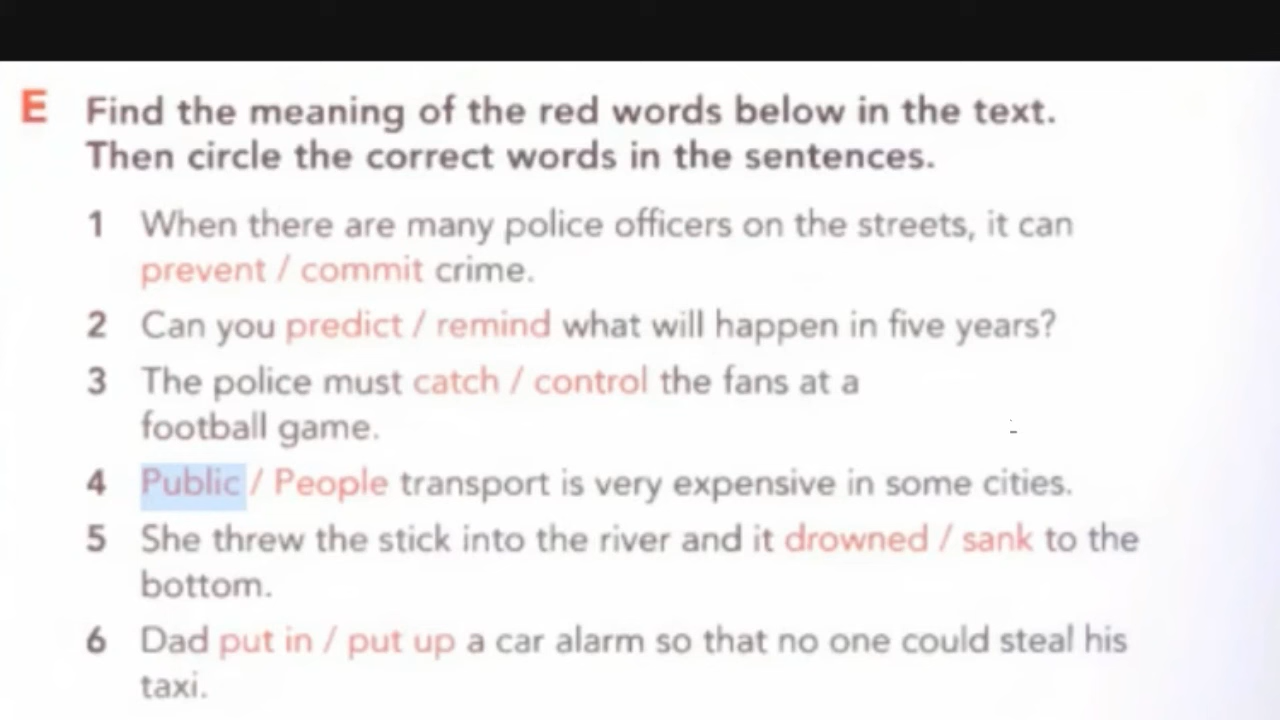 E Find the meaning of the red words below in the text.
Then circle the correct words in the sentences.
1 When there are many police officers on the streets, it can
prevent / commit crime.
2 Can you predict / remind what will happen in five years?
3 The police must catch / control the fans at a
football game.
4 Public / People transport is very expensive in some cities.
5 She threw the stick into the river and it drowned / sank to the
bottom.
6 Dad put in / put up a car alarm so that no one could steal his
taxi.